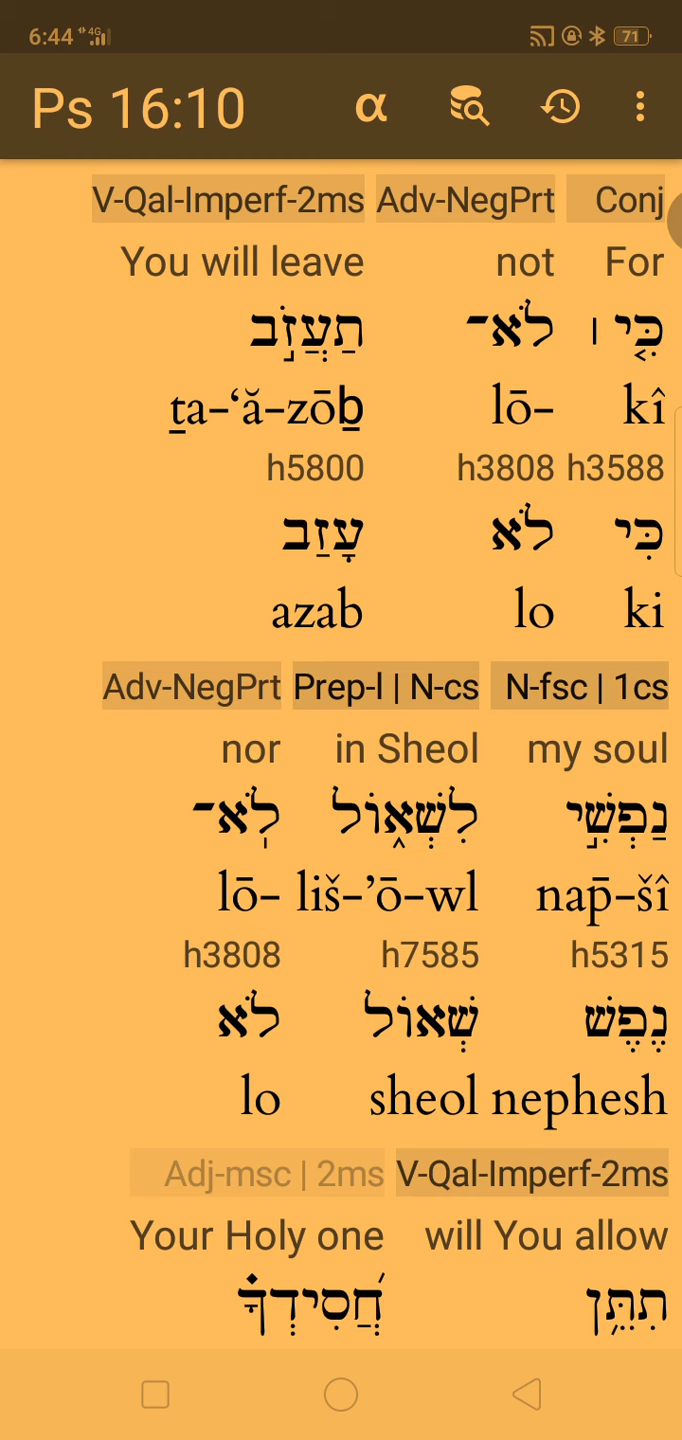 6:44 4G 71
Ps 16:10 α
V-Qal-Imperf-2ms Adv-NegPrt Conj
You will leave not For
כִּ֤י ׀ לֹא־ תַעֲזֹ֣ב
ṯa-‘ă-zōḇ lō- kî
h5800 h3808 h3588
כִּי לֹא עָזַב
azab lo ki
Adv-NegPrt Prep-l | N-cs N-fsc | 1cs
nor in Sheol my soul
נַפְשִׁ֣י לִשְׁא֑וֹל לֹֽא־
lō- liš-’ō-wl nap̄-šî
h3808 h7585 h5315
נֶפֶשׁ שְׁאוֹל לֹא
lo sheol nephesh
Adj-msc | 2ms V-Qal-Imperf-2ms
Your Holy one will You allow
תִתֵּ֥ן חֲ֝סִידְךָ֗